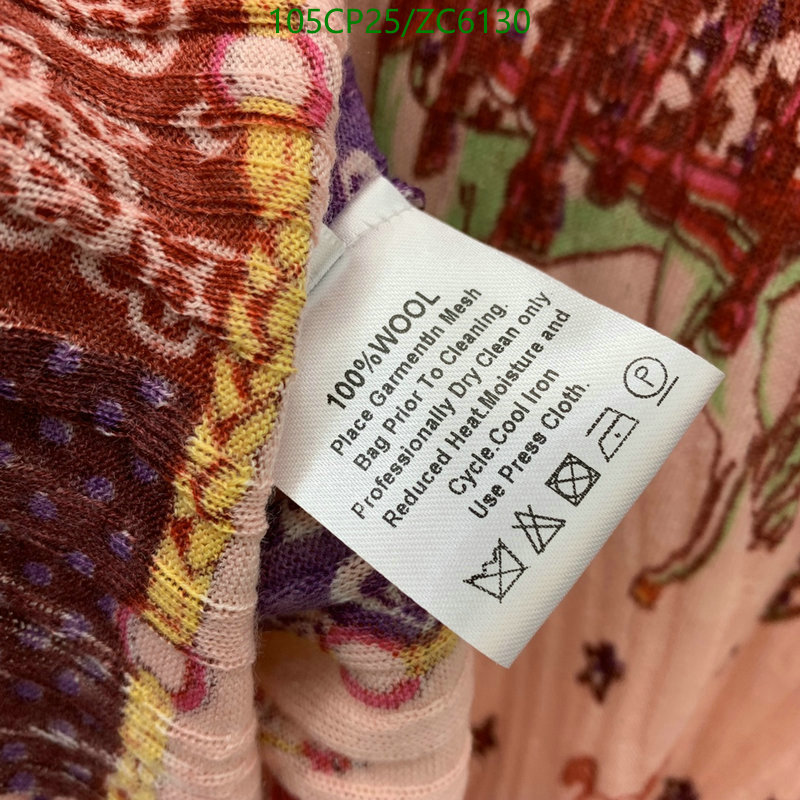 105CP25/ZC6130
100%WOOL
Place GarmentIn Mesh
Bag Prior To Cleaning.
Professionally Dry Clean only
Reduced Heat.Moisture and
Cycle.Cool Iron
Use Press Cloth.
P